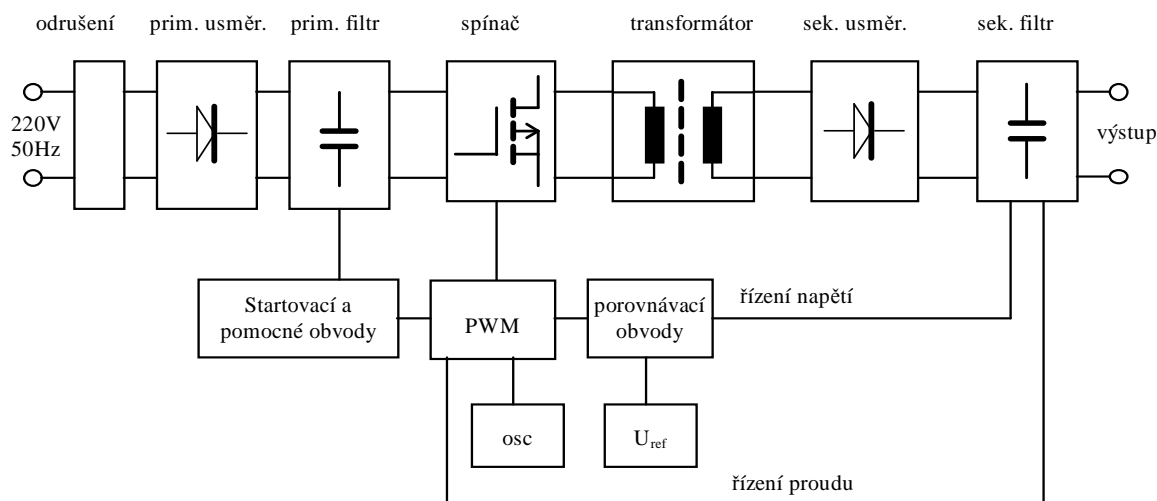 odrušení
prim. usměr.
prim. filtr
spínač
transformátor
sek. usměr.
sek. filtr
220V
50Hz
výstup
Startovací a
pomocné obvody
PWM
porovnávací
obvody
řízení napětí
osc
Uref
řízení proudu